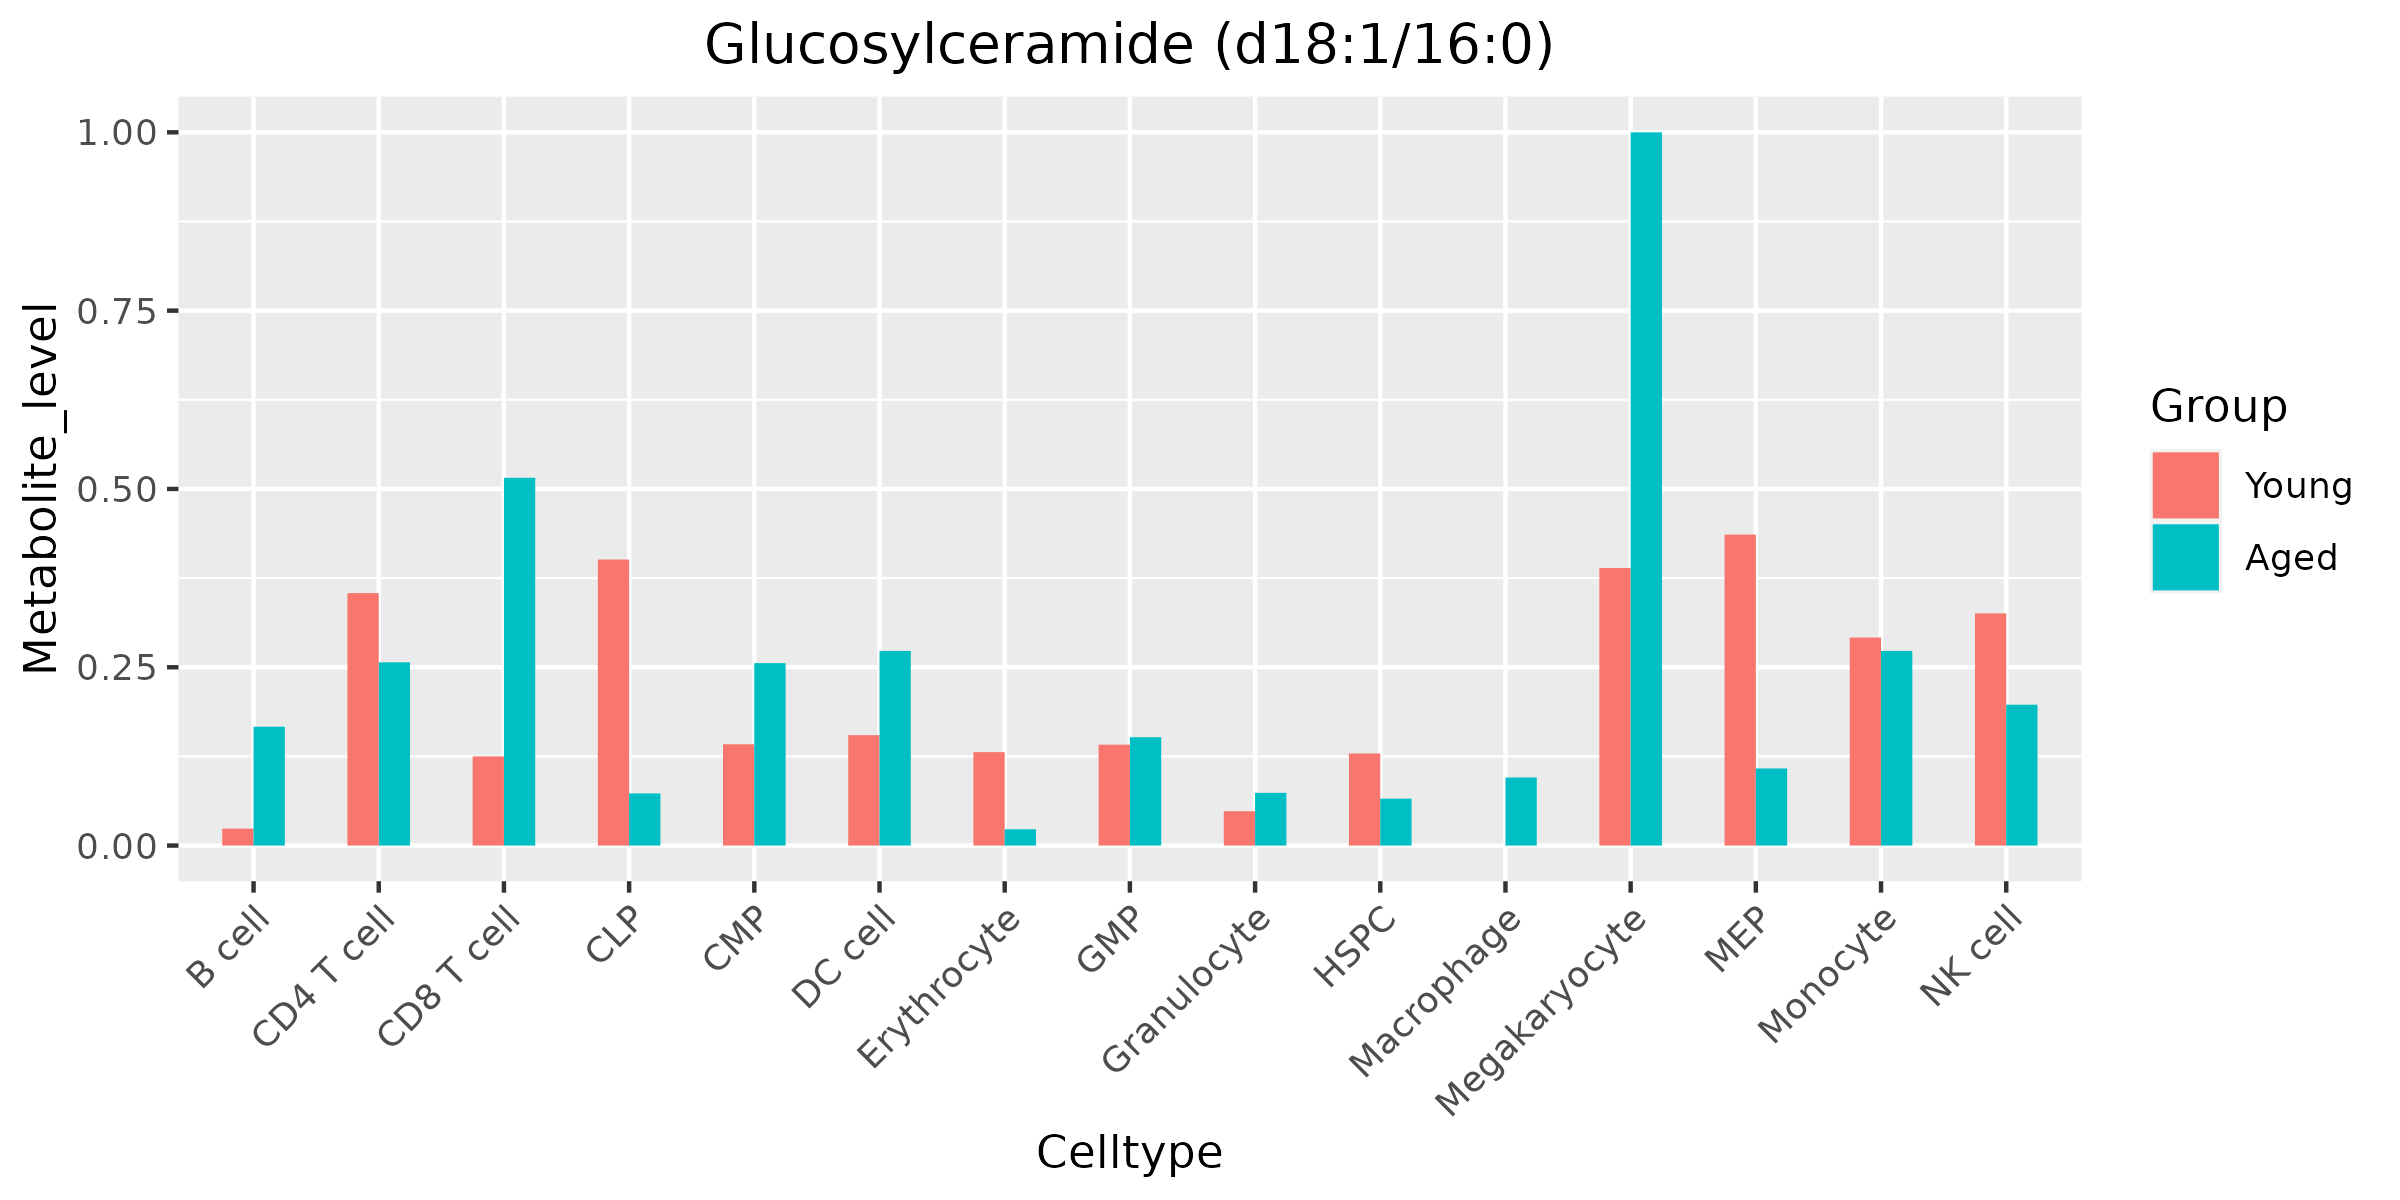 Glucosylceramide (d18:1/16:0)
Metabolite_level
1.00
0.75
0.50
0.25
0.00
B cell
CD4 T cell
CD8 T cell
CLP
CMP
DC cell
Erythrocyte
GMP
Granulocyte
HSPC
Macrophage
Megakaryocyte
MEP
Monocyte
NK cell
Celltype
Group
Young
Aged